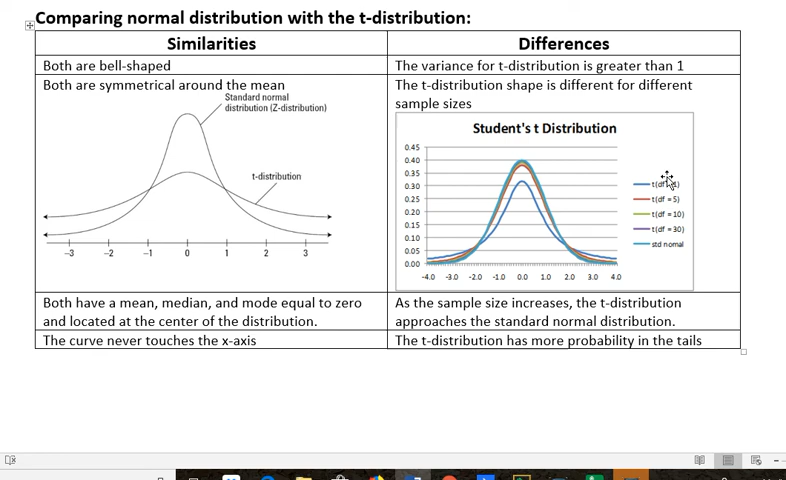 Comparing normal distribution with the t-distribution:
Similarities
Differences
Both are bell-shaped
The variance for t-distribution is greater than 1
Both are symmetrical around the mean
Standard normal
distribution (Z-distribution)
t-distribution
−3 −2 −1 0 1 2 3
The t-distribution shape is different for different
sample sizes
Student's t Distribution
0.45
0.40
0.35
0.30
0.25
0.20
0.15
0.10
0.05
0.00
-4.0 -3.0 -2.0 -1.0 0.0 1.0 2.0 3.0 4.0
t(df 1)
t(df = 5)
t(df = 10)
t(df = 30)
std nomal
Both have a mean, median, and mode equal to zero
and located at the center of the distribution.
As the sample size increases, the t-distribution
approaches the standard normal distribution.
The curve never touches the x-axis
The t-distribution has more probability in the tails